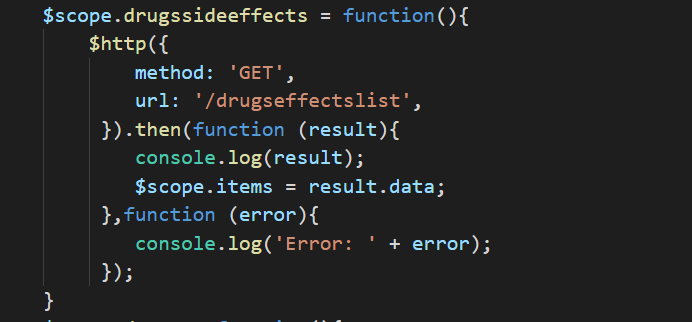 $scope.drugssideeffects = function(){
$http({
method: 'GET',
url: '/drugseffectslist',
}).then(function (result){
console.log(result);
$scope.items = result.data;
},function (error){
console.log('Error: ' + error);
});
}